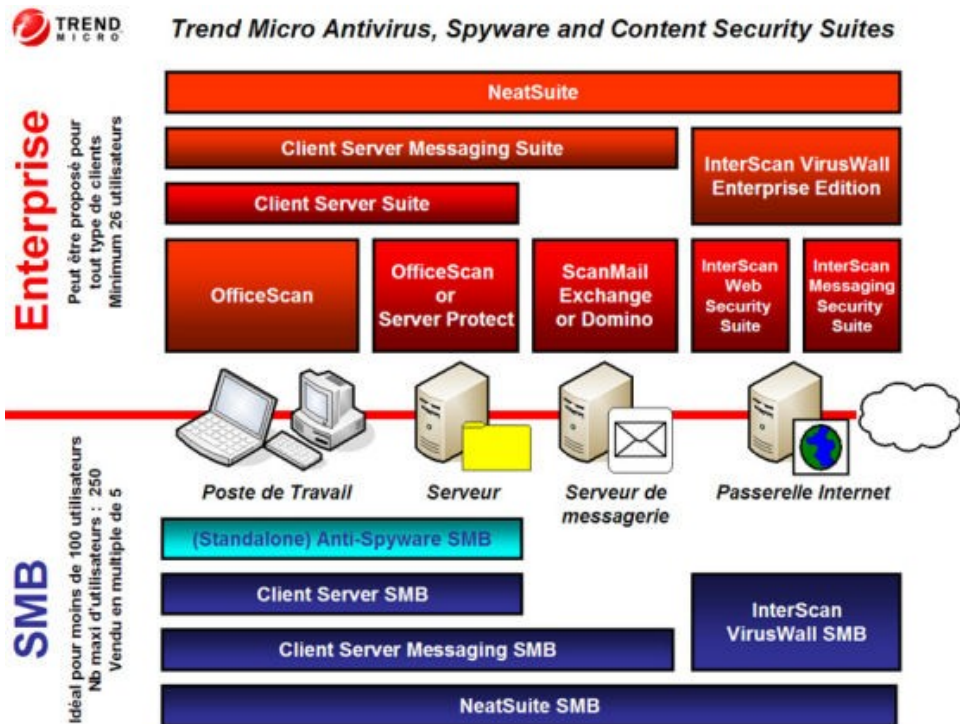 TREND
MICRO
Trend Micro Antivirus, Spyware and Content Security Suites
Enterprise
Peut être proposé pour
tout type de clients
Minimum 26 utilisateurs
NeatSuite
Client Server Messaging Suite
InterScan VirusWall
Enterprise Edition
Client Server Suite
OfficeScan
OfficeScan
or
Server Protect
ScanMail
Exchange
or Domino
InterScan
Web
Security
Suite
InterScan
Messaging
Security
Suite
Poste de Travail
Serveur
Serveur de
messagerie
Passerelle Internet
SMB
Idéal pour moins de 100 utilisateurs
Nb maxi d'utilisateurs : 250
Vendu en multiple de 5
(Standalone) Anti-Spyware SMB
Client Server SMB
InterScan
VirusWall SMB
Client Server Messaging SMB
NeatSuite SMB